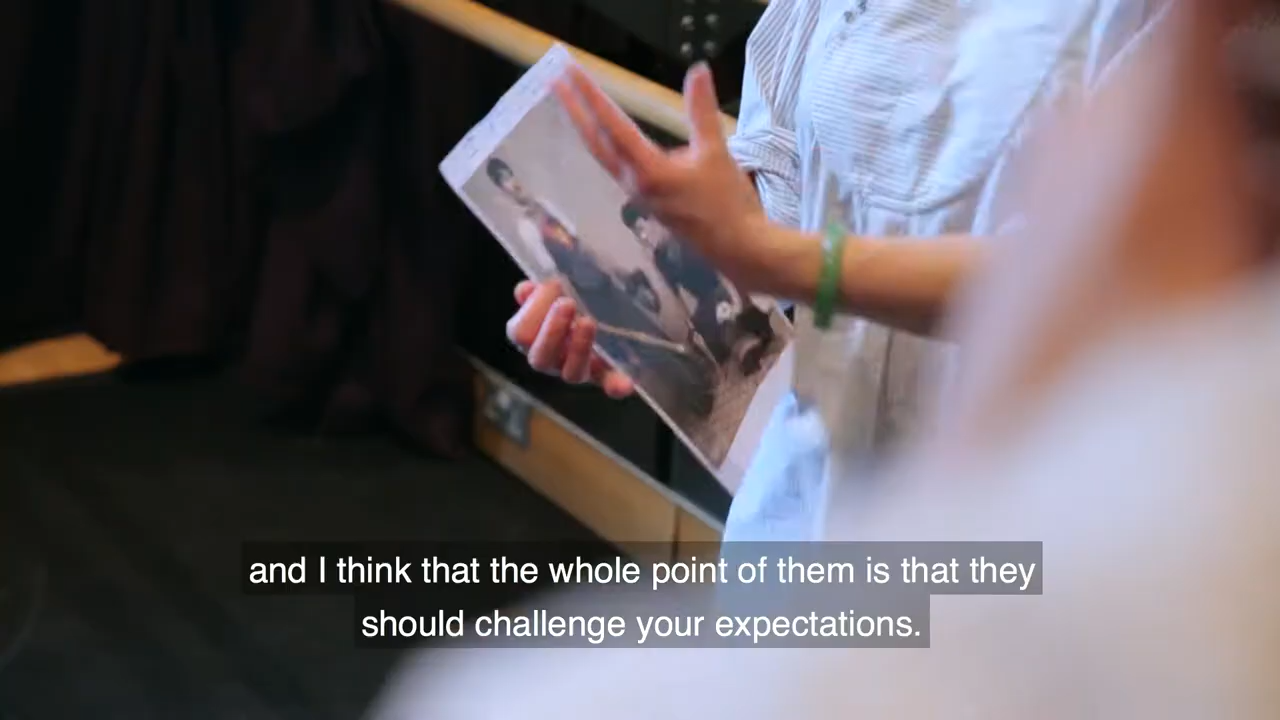 and I think that the whole point of them is that they
should challenge your expectations.